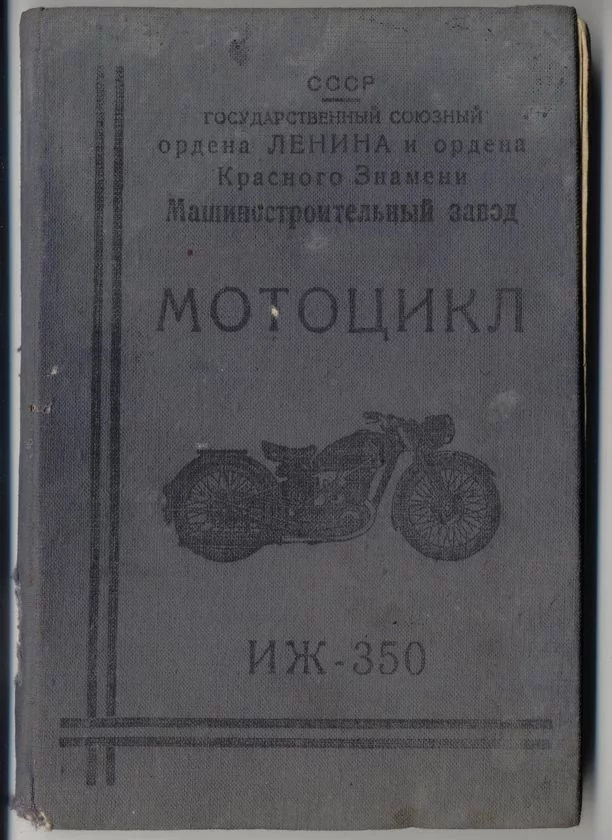 СССР
ГОСУДАРСТВЕННЫЙ СОЮЗНЫЙ
ордена ЛЕНИНА и ордена
Красного Знамени
Машиностроительный завод
МОТОЦИКЛ
ИЖ-350